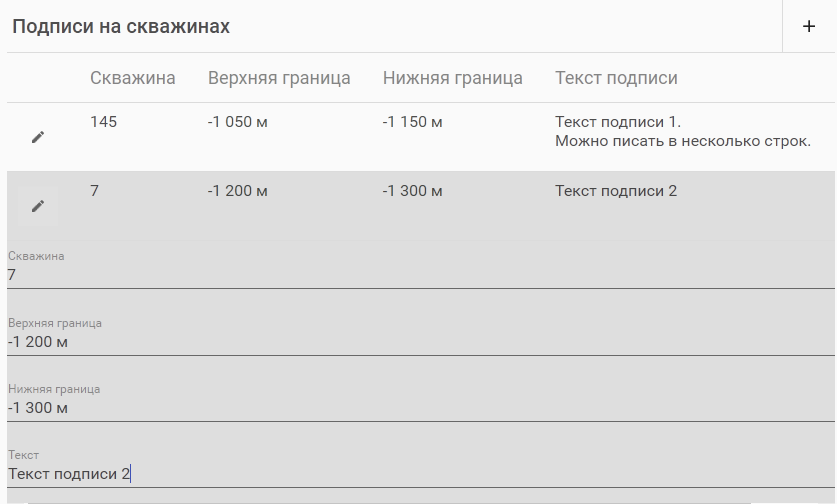 Подписи на скважинах +
Скважина Верхняя граница Нижняя граница Текст подписи
145 -1 050 м -1 150 м Текст подписи 1.
Можно писать в несколько строк.
7 -1 200 м -1 300 м Текст подписи 2
Скважина
7
Верхняя граница
-1 200 м
Нижняя граница
-1 300 м
Текст
Текст подписи 2